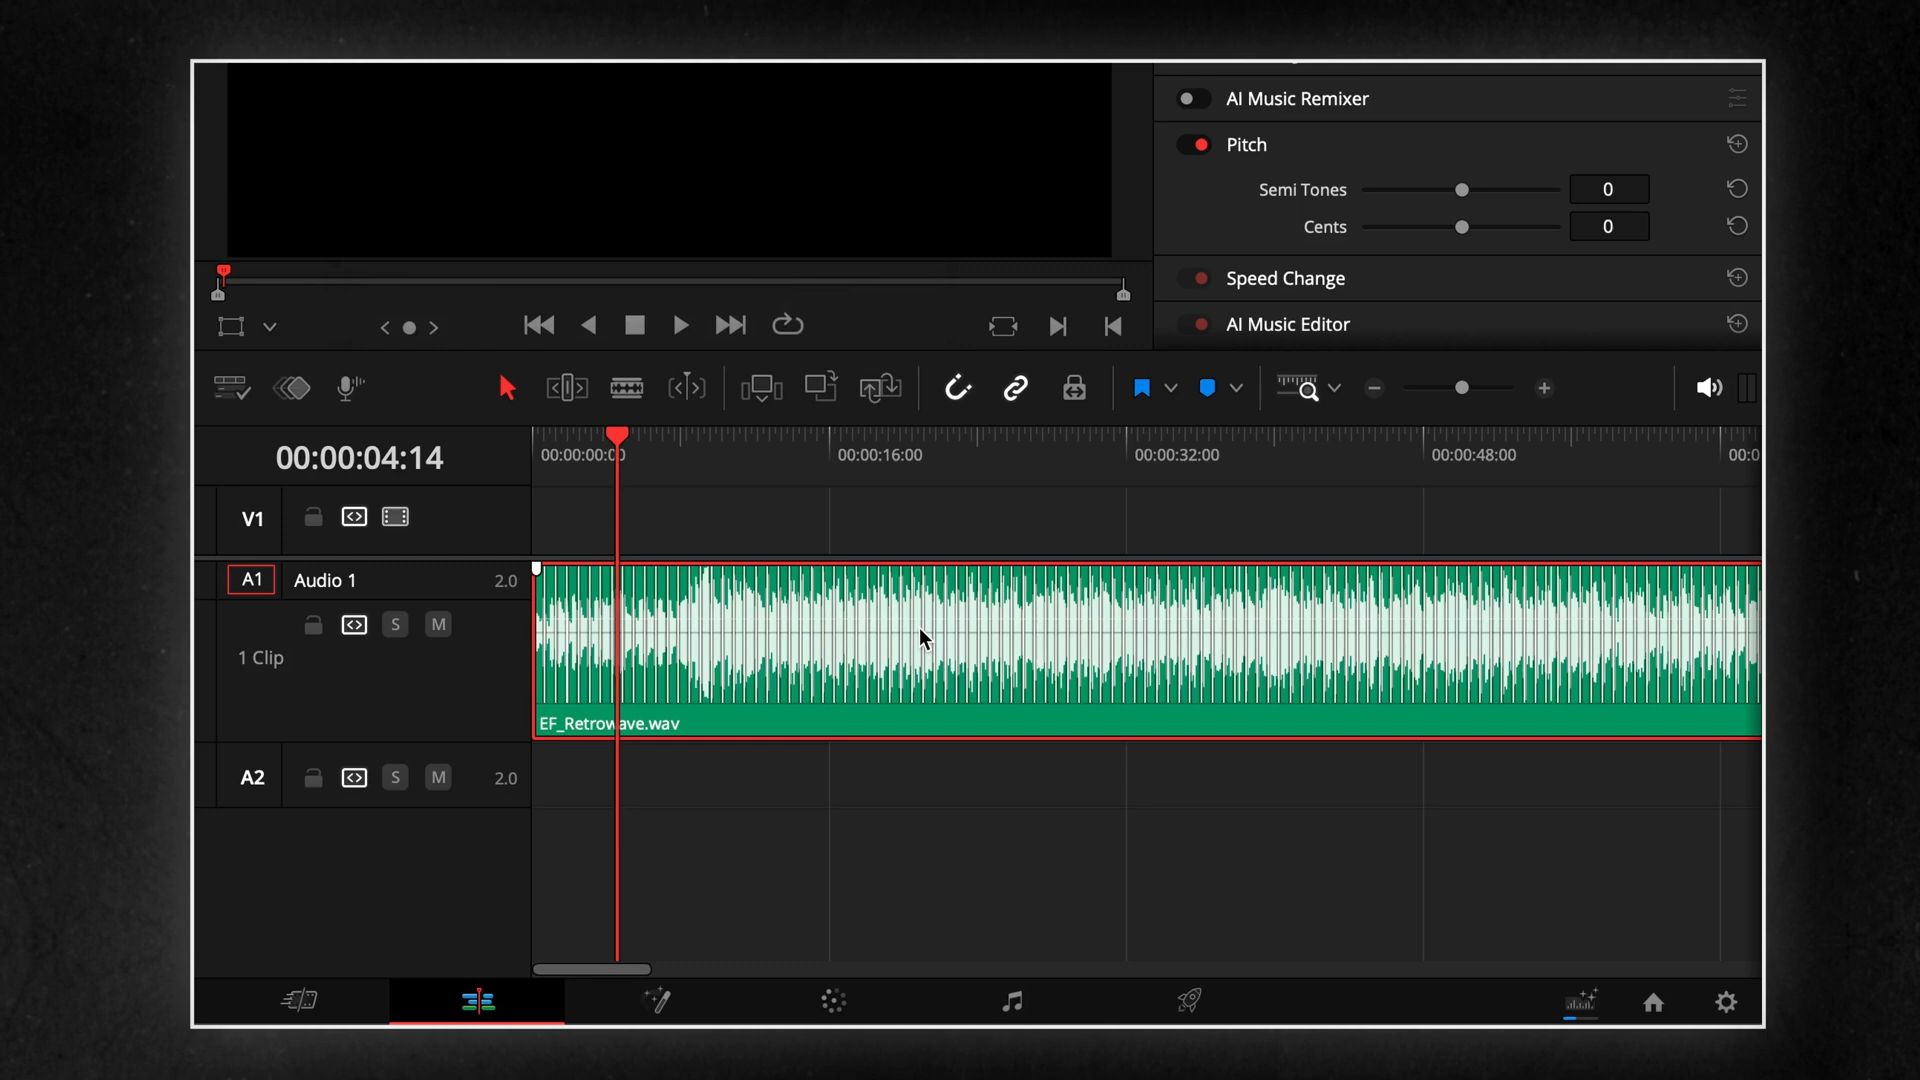 AI Music Remixer
Pitch
Semi Tones 0
Cents 0
Speed Change
AI Music Editor
00:00:04:14
00:00:00:00
00:00:16:00
00:00:32:00
00:00:48:00
00:0
V1
A1 Audio 1 2.0
S M
1 Clip
EF_Retrowave.wav
A2 S M 2.0